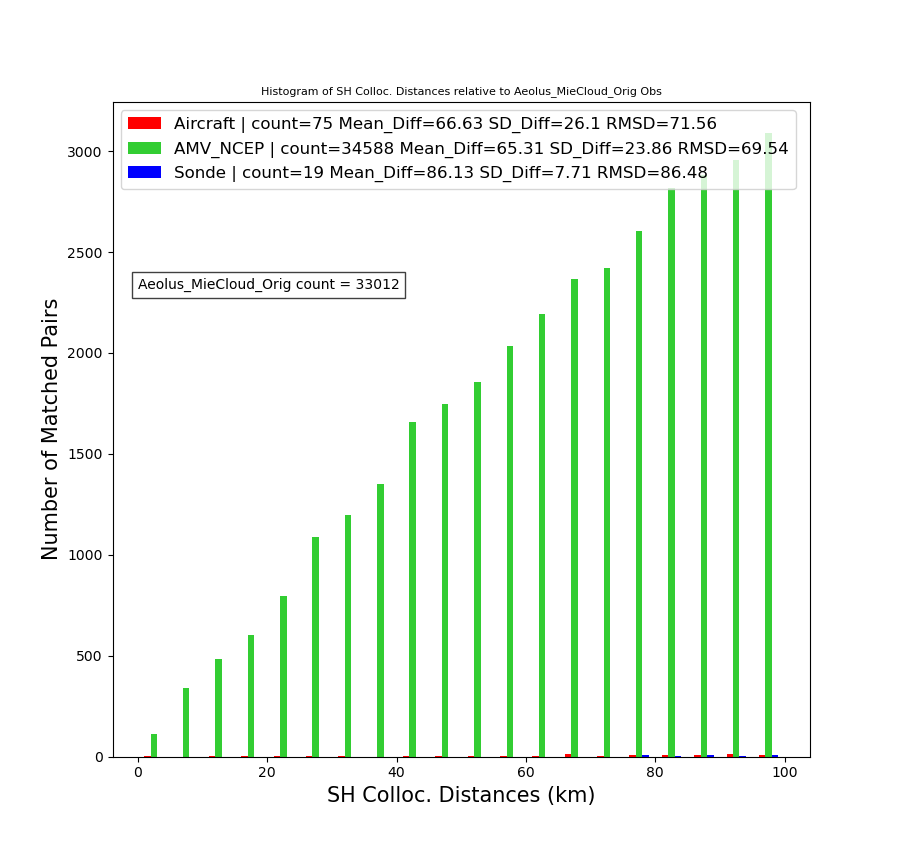 Histogram of SH Colloc. Distances relative to Aeolus_MieCloud_Orig Obs
Aircraft | count=75 Mean_Diff=66.63 SD_Diff=26.1 RMSD=71.56
AMV_NCEP | count=34588 Mean_Diff=65.31 SD_Diff=23.86 RMSD=69.54
Sonde | count=19 Mean_Diff=86.13 SD_Diff=7.71 RMSD=86.48
Aeolus_MieCloud_Orig count = 33012
Number of Matched Pairs
3000
2500
2000
1500
1000
500
0
0 20 40 60 80 100
SH Colloc. Distances (km)